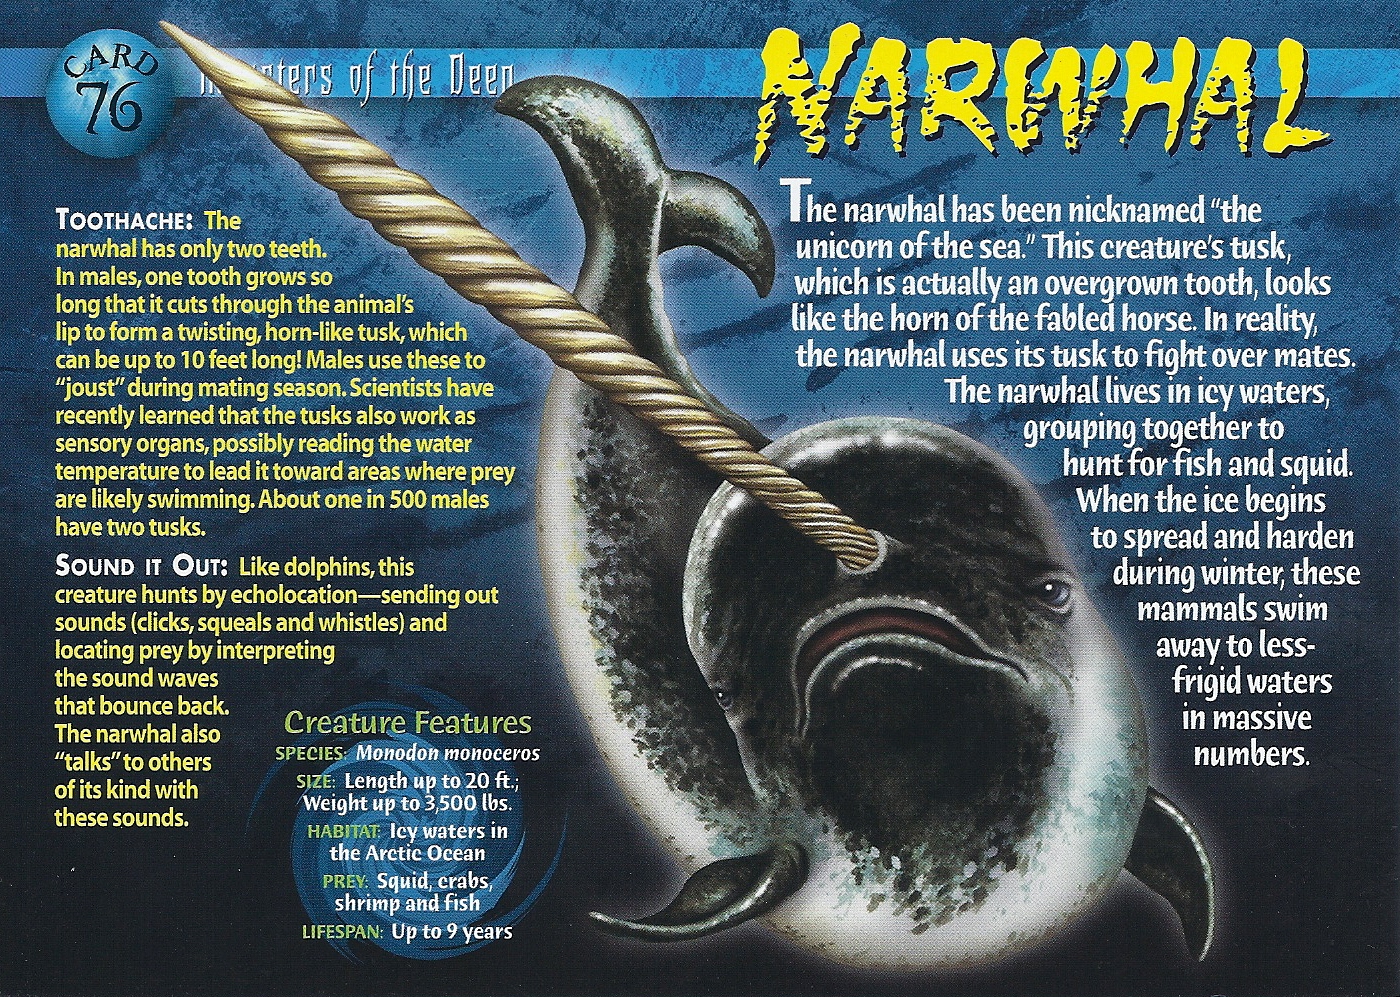 CARD
76
Monsters of the Deep
NARWHAL
TOOTHACHE: The
narwhal has only two teeth.
In males, one tooth grows so
long that it cuts through the animal's
lip to form a twisting, horn-like tusk, which
can be up to 10 feet long! Males use these to
"joust" during mating season. Scientists have
recently learned that the tusks also work as
sensory organs, possibly reading the water
temperature to lead it toward areas where prey
are likely swimming. About one in 500 males
have two tusks.
SOUND IT OUT: Like dolphins, this
creature hunts by echolocation—sending out
sounds (clicks, squeals and whistles) and
locating prey by interpreting
the sound waves
that bounce back.
The narwhal also
"talks" to others
of its kind with
these sounds.
Creature Features
SPECIES: Monodon monoceros
SIZE: Length up to 20 ft.;
Weight up to 3,500 lbs.
HABITAT: Icy waters in
the Arctic Ocean
PREY: Squid, crabs,
shrimp and fish
LIFESPAN: Up to 9 years
The narwhal has been nicknamed "the
unicorn of the sea." This creature's tusk,
which is actually an overgrown tooth, looks
like the horn of the fabled horse. In reality,
the narwhal uses its tusk to fight over mates.
The narwhal lives in icy waters,
grouping together to
hunt for fish and squid.
When the ice begins
to spread and harden
during winter, these
mammals swim
away to less-
frigid waters
in massive
numbers.